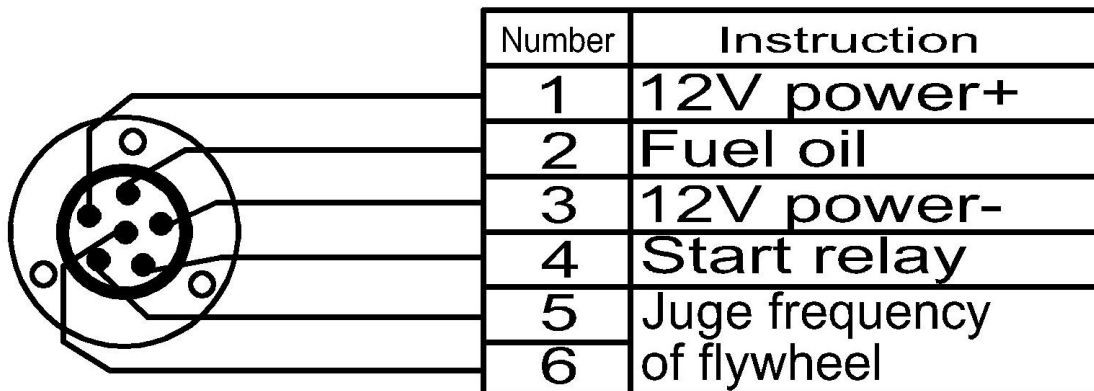 Number Instruction
1 12V power+
2 Fuel oil
3 12V power-
4 Start relay
5 Juge frequency
6 of flywheel